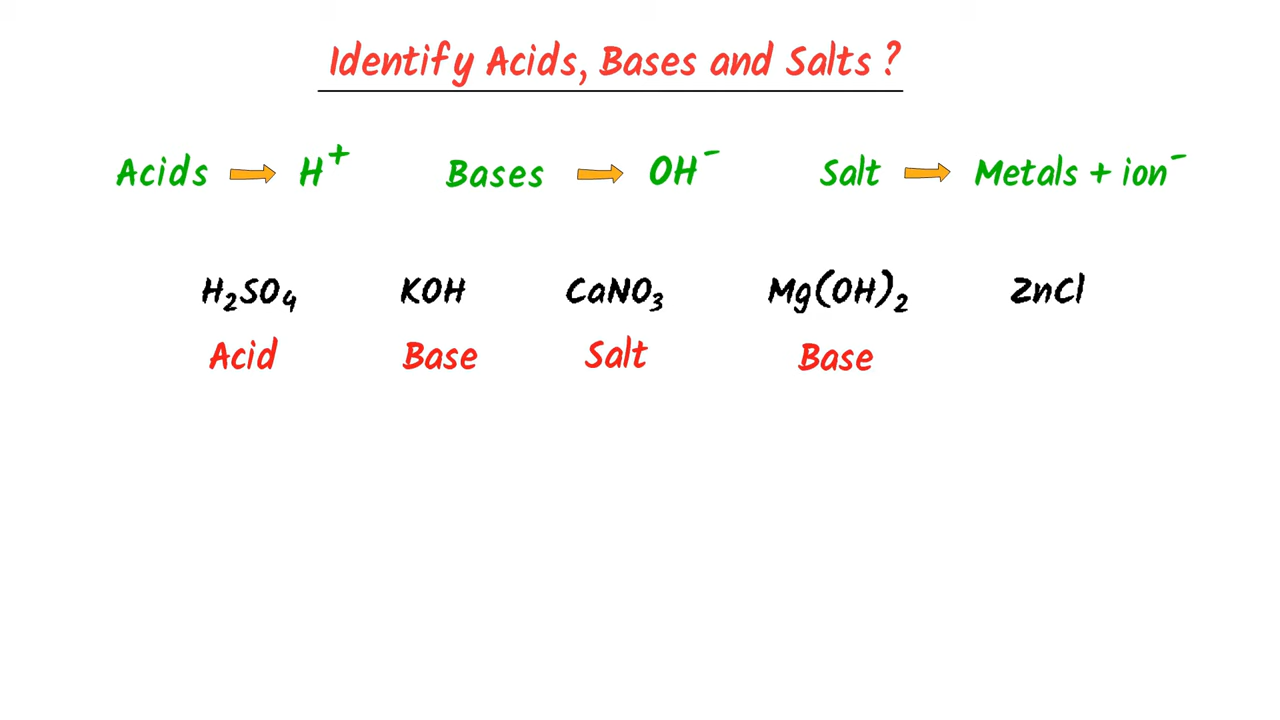 Identify Acids, Bases and Salts ?
Acids → H⁺ Bases → OH⁻ Salt → Metals + ion⁻
H₂SO₄ KOH CaNO₃ Mg(OH)₂ ZnCl
Acid Base Salt Base